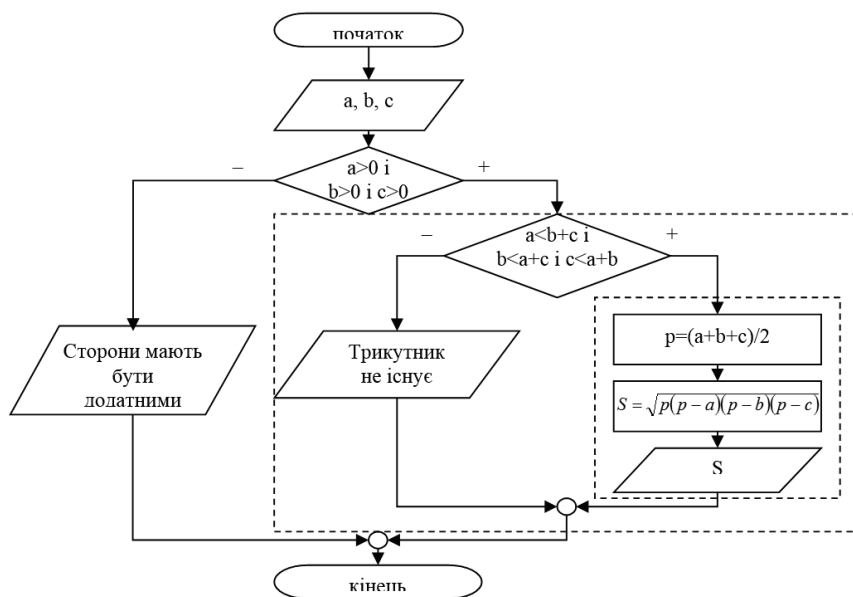 початок
a, b, c
a>0 і
b>0 і c>0
–
+
a<b+c і
b<a+c і c<a+b
–
+
Сторони мають
бути
додатними
Трикутник
не існує
p=(a+b+c)/2
S = √p(p − a)(p − b)(p − c)
S
кінець